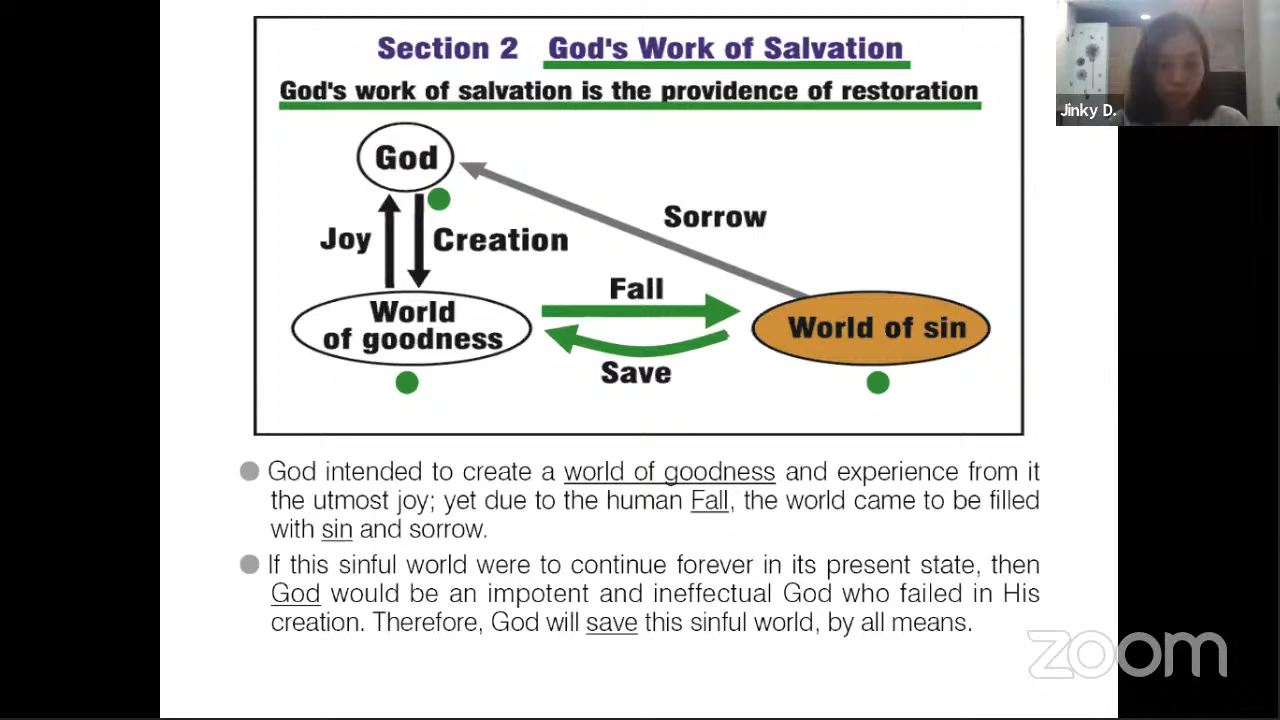 Section 2 God's Work of Salvation
God's work of salvation is the providence of restoration
God
Sorrow
Joy
Creation
Fall
World
of goodness
World of sin
Save
God intended to create a world of goodness and experience from it
the utmost joy; yet due to the human Fall, the world came to be filled
with sin and sorrow.
If this sinful world were to continue forever in its present state, then
God would be an impotent and ineffectual God who failed in His
creation. Therefore, God will save this sinful world, by all means.
Jinky D.
zoom